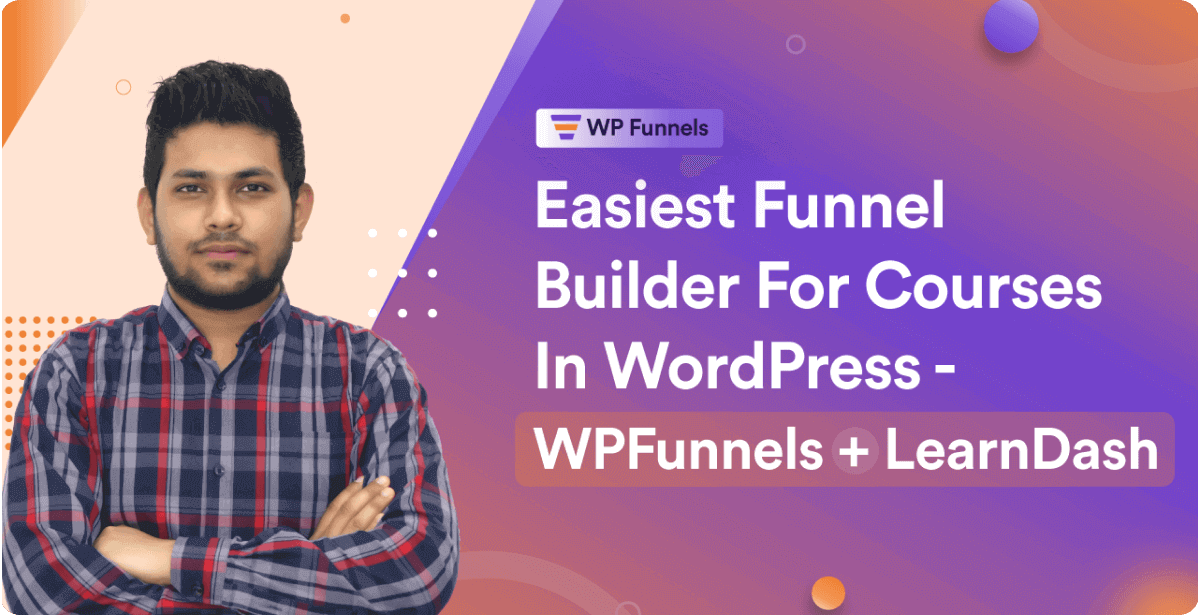 WP Funnels
Easiest Funnel
Builder For Courses
In WordPress -
WPFunnels + LearnDash